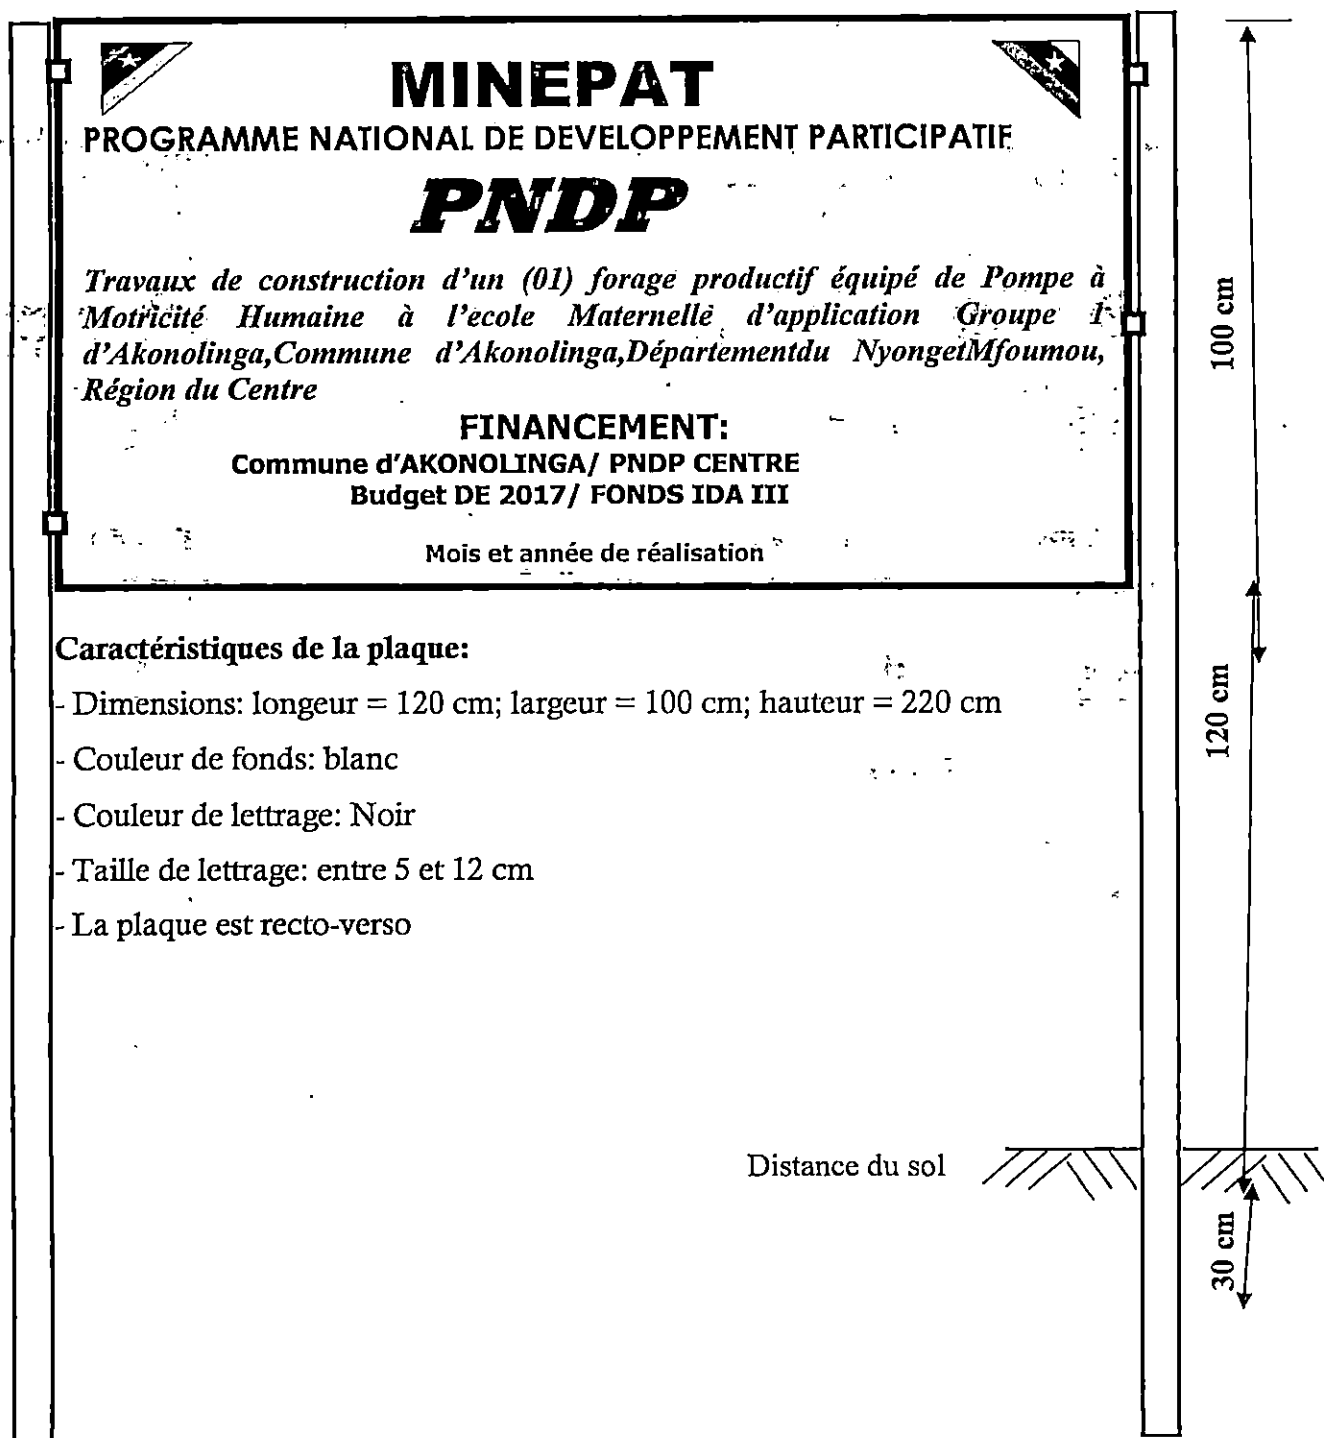 MINEPAT
PROGRAMME NATIONAL DE DEVELOPPEMENT PARTICIPATIF
PNDP
Travaux de construction d'un (01) forage productif équipé de Pompe à
Motricité Humaine à l'ecole Maternelle d'application Groupe 1
d'Akonolinga,Commune d'Akonolinga,Départementdu NyongetMfoumou,
Région du Centre
FINANCEMENT:
Commune d'AKONOLINGA/ PNDP CENTRE
Budget DE 2017/ FONDS IDA III
Mois et année de réalisation
100 cm
Caractéristiques de la plaque:
- Dimensions: longeur = 120 cm; largeur = 100 cm; hauteur = 220 cm
- Couleur de fonds: blanc
- Couleur de lettrage: Noir
- Taille de lettrage: entre 5 et 12 cm
- La plaque est recto-verso
120 cm
Distance du sol
30 cm